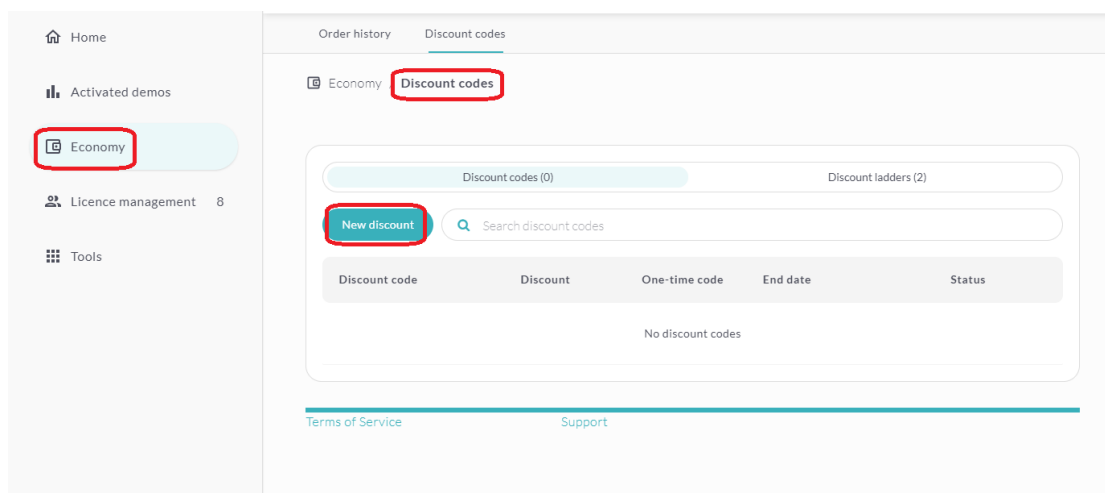 Home
Activated demos
Economy
Licence management 8
Tools
Order history Discount codes
Economy / Discount codes
Discount codes (0) Discount ladders (2)
New discount Search discount codes
Discount code Discount One-time code End date Status
No discount codes
Terms of Service Support